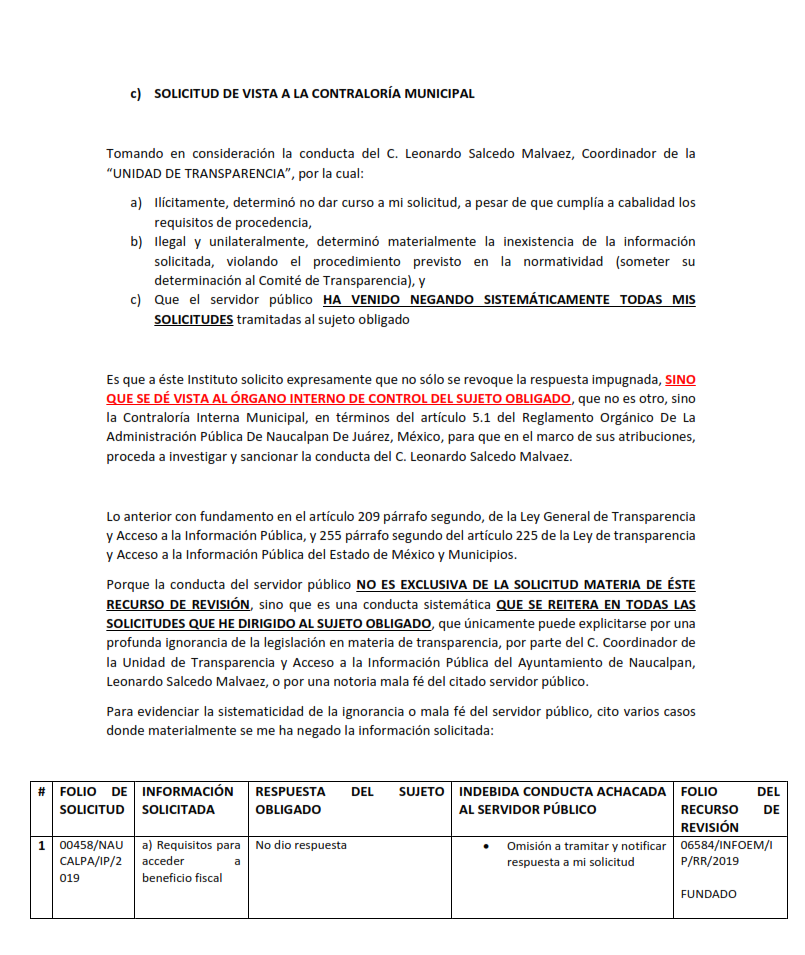 c) SOLICITUD DE VISTA A LA CONTRALORÍA MUNICIPAL
Tomando en consideración la conducta del C. Leonardo Salcedo Malvaez, Coordinador de la
“UNIDAD DE TRANSPARENCIA”, por la cual:
a) Ilícitamente, determinó no dar curso a mi solicitud, a pesar de que cumplía a cabalidad los
requisitos de procedencia,
b) Ilegal y unilateralmente, determinó materialmente la inexistencia de la información
solicitada, violando el procedimiento previsto en la normatividad (someter su
determinación al Comité de Transparencia), y
c) Que el servidor público HA VENIDO NEGANDO SISTEMÁTICAMENTE TODAS MIS
SOLICITUDES tramitadas al sujeto obligado
Es que a éste Instituto solicito expresamente que no sólo se revoque la respuesta impugnada, SINO
QUE SE DÉ VISTA AL ÓRGANO INTERNO DE CONTROL DEL SUJETO OBLIGADO, que no es otro, sino
la Contraloría Interna Municipal, en términos del artículo 5.1 del Reglamento Orgánico De La
Administración Pública De Naucalpan De Juárez, México, para que en el marco de sus atribuciones,
proceda a investigar y sancionar la conducta del C. Leonardo Salcedo Malvaez.
Lo anterior con fundamento en el artículo 209 párrafo segundo, de la Ley General de Transparencia
y Acceso a la Información Pública, y 255 párrafo segundo del artículo 225 de la Ley de transparencia
y Acceso a la Información Pública del Estado de México y Municipios.
Porque la conducta del servidor público NO ES EXCLUSIVA DE LA SOLICITUD MATERIA DE ÉSTE
RECURSO DE REVISIÓN, sino que es una conducta sistemática QUE SE REITERA EN TODAS LAS
SOLICITUDES QUE HE DIRIGIDO AL SUJETO OBLIGADO, que únicamente puede explicitarse por una
profunda ignorancia de la legislación en materia de transparencia, por parte del C. Coordinador de
la Unidad de Transparencia y Acceso a la Información Pública del Ayuntamiento de Naucalpan,
Leonardo Salcedo Malvaez, o por una notoria mala fé del citado servidor público.
Para evidenciar la sistematicidad de la ignorancia o mala fé del servidor público, cito varios casos
donde materialmente se me ha negado la información solicitada:
# FOLIO DE SOLICITUD
INFORMACIÓN SOLICITADA
RESPUESTA DEL SUJETO OBLIGADO
INDEBIDA CONDUCTA ACHACADA AL SERVIDOR PÚBLICO
FOLIO DEL RECURSO DE REVISIÓN
1
00458/NAU
CALPA/IP/2
019
a) Requisitos para
acceder a
beneficio fiscal
No dio respuesta
• Omisión a tramitar y notificar
respuesta a mi solicitud
06584/INFOEM/I
P/RR/2019
FUNDADO